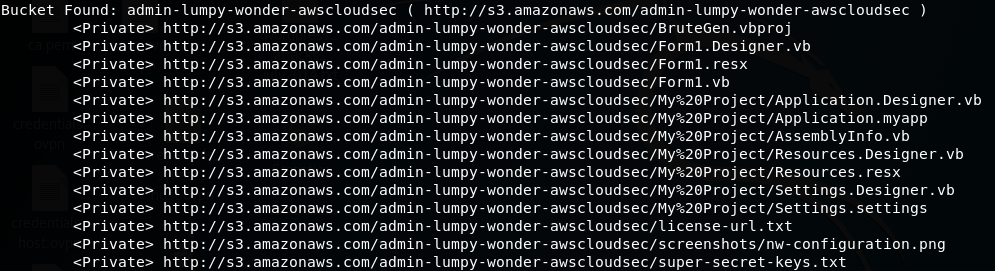 Bucket Found: admin-lumpy-wonder-awscloudsec ( http://s3.amazonaws.com/admin-lumpy-wonder-awscloudsec )
<Private> http://s3.amazonaws.com/admin-lumpy-wonder-awscloudsec/BruteGen.vbproj
<Private> http://s3.amazonaws.com/admin-lumpy-wonder-awscloudsec/Form1.Designer.vb
<Private> http://s3.amazonaws.com/admin-lumpy-wonder-awscloudsec/Form1.resx
<Private> http://s3.amazonaws.com/admin-lumpy-wonder-awscloudsec/Form1.vb
<Private> http://s3.amazonaws.com/admin-lumpy-wonder-awscloudsec/My%20Project/Application.Designer.vb
<Private> http://s3.amazonaws.com/admin-lumpy-wonder-awscloudsec/My%20Project/Application.myapp
<Private> http://s3.amazonaws.com/admin-lumpy-wonder-awscloudsec/My%20Project/AssemblyInfo.vb
<Private> http://s3.amazonaws.com/admin-lumpy-wonder-awscloudsec/My%20Project/Resources.Designer.vb
<Private> http://s3.amazonaws.com/admin-lumpy-wonder-awscloudsec/My%20Project/Resources.resx
<Private> http://s3.amazonaws.com/admin-lumpy-wonder-awscloudsec/My%20Project/Settings.Designer.vb
<Private> http://s3.amazonaws.com/admin-lumpy-wonder-awscloudsec/My%20Project/Settings.settings
<Private> http://s3.amazonaws.com/admin-lumpy-wonder-awscloudsec/license-url.txt
<Private> http://s3.amazonaws.com/admin-lumpy-wonder-awscloudsec/screenshots/nw-configuration.png
<Private> http://s3.amazonaws.com/admin-lumpy-wonder-awscloudsec/super-secret-keys.txt